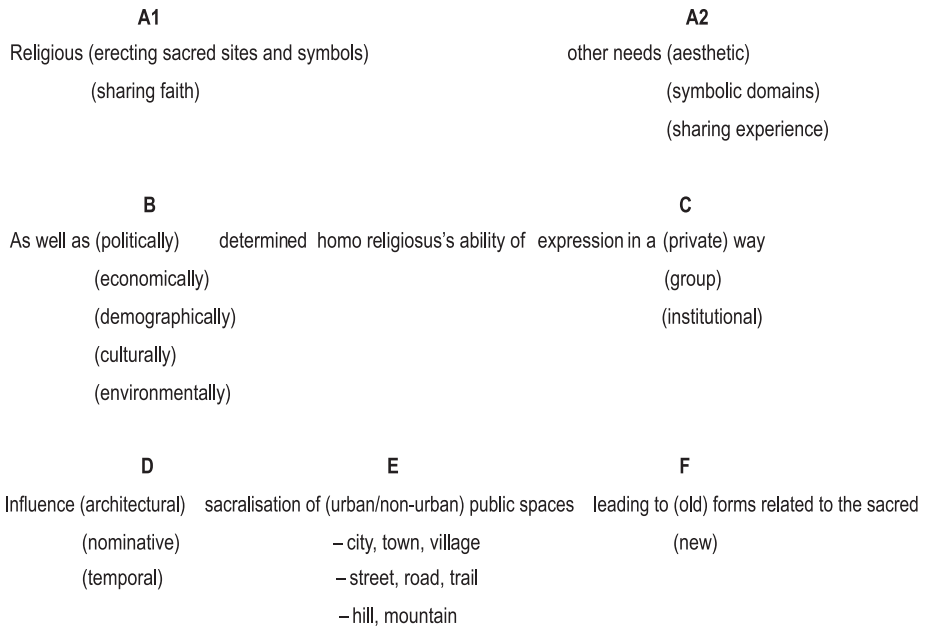 A1 A2
Religious (erecting sacred sites and symbols) other needs (aesthetic)
(sharing faith) (symbolic domains)
(sharing experience)
B C
As well as (politically) determined homo religiosus's ability of expression in a (private) way
(economically) (group)
(demographically) (institutional)
(culturally)
(environmentally)
D E F
Influence (architectural) sacralisation of (urban/non-urban) public spaces leading to (old) forms related to the sacred
(nominative) – city, town, village (new)
(temporal) – street, road, trail
– hill, mountain